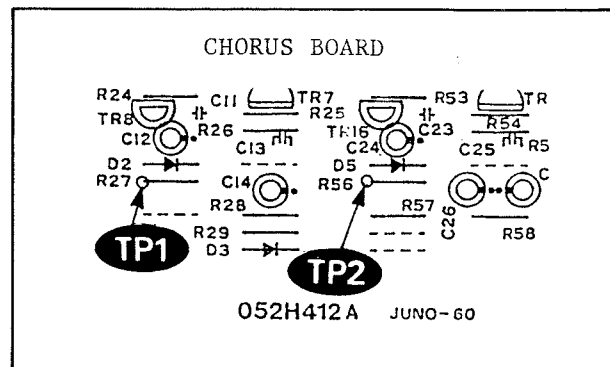 CHORUS BOARD
R24 C11 TR7 R53 TR
TR8 R25 R54
C12 R26 C13 TR16 C24 C23 C25 R5
D2 D5
R27 C14 R56 C
R28 R57 C26
R29 R58
D3
TP1 TP2
052H412A JUNO-60